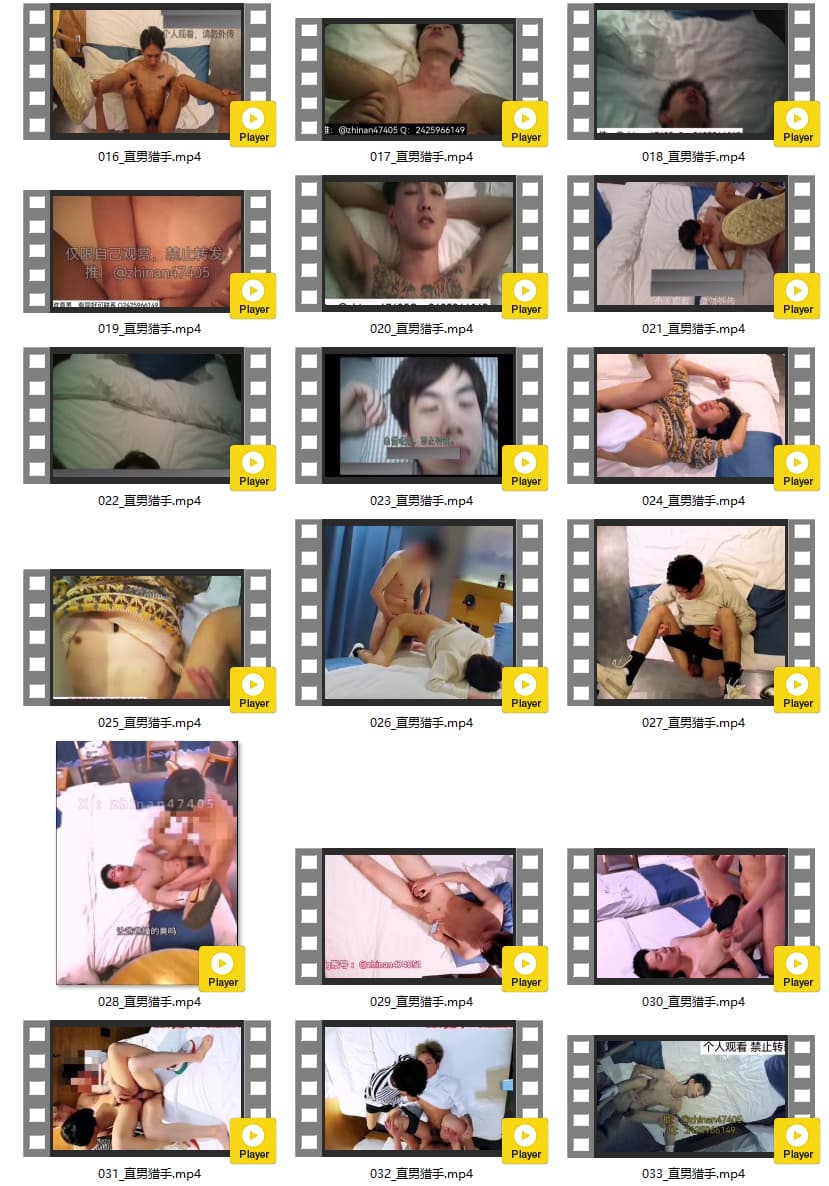 个人观看，请勿外传
Player
016_直男猎手.mp4
推：@zhinan47405 Q：2425966149
Player
017_直男猎手.mp4
Player
018_直男猎手.mp4
仅限自己观赏，禁止转发
推：@zhinan47405
Player
019_直男猎手.mp4
Player
020_直男猎手.mp4
个人观看，请勿外传
Player
021_直男猎手.mp4
Player
022_直男猎手.mp4
Player
023_直男猎手.mp4
Player
024_直男猎手.mp4
Player
025_直男猎手.mp4
Player
026_直男猎手.mp4
Player
027_直男猎手.mp4
X：zhinan47405
Player
028_直男猎手.mp4
Player
029_直男猎手.mp4
Player
030_直男猎手.mp4
Player
031_直男猎手.mp4
Player
032_直男猎手.mp4
个人观看 禁止转
@zhinan47405
2425966149
Player
033_直男猎手.mp4